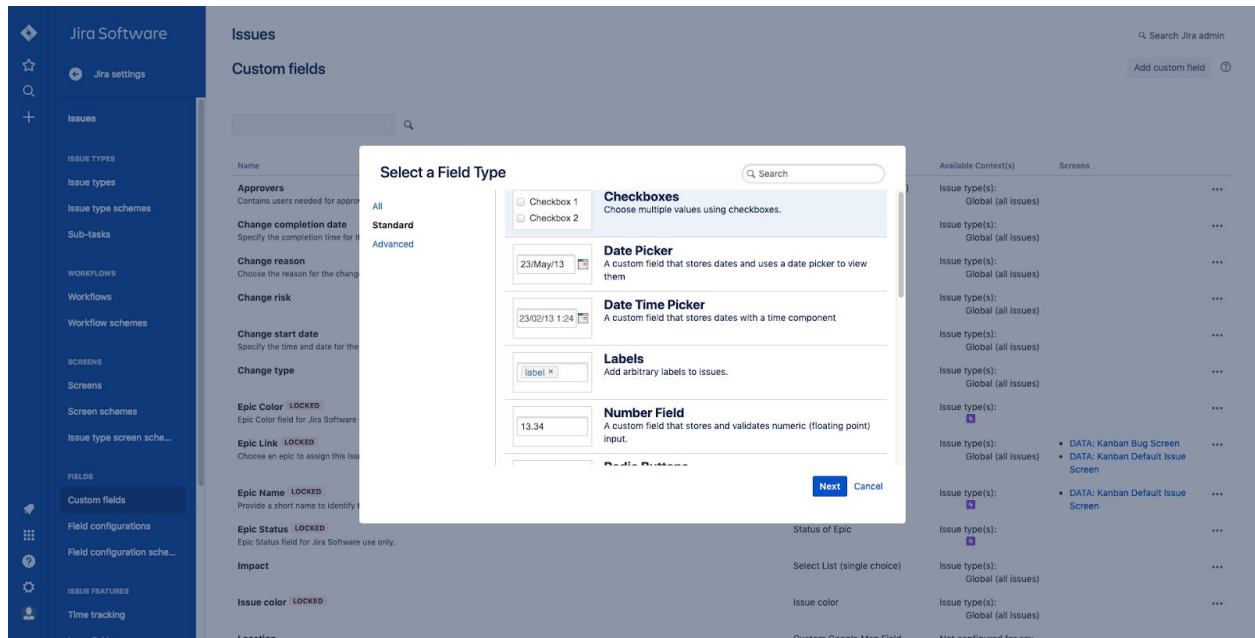 Jira Software
Jira settings
Issues
ISSUE TYPES
Issue types
Issue type schemes
Sub-tasks
WORKFLOWS
Workflows
Workflow schemes
SCREENS
Screens
Screen schemes
Issue type screen sche...
FIELDS
Custom fields
Field configurations
Field configuration sche...
ISSUE FEATURES
Time tracking
Issues
Search Jira admin
Custom fields
Add custom field
Name
Available Context(s)
Screens
Approvers
Contains users needed for approv
Issue type(s):
Global (all issues)
Change completion date
Specify the completion time for t
Issue type(s):
Global (all issues)
Change reason
Choose the reason for the chang
Issue type(s):
Global (all issues)
Change risk
Issue type(s):
Global (all issues)
Change start date
Specify the time and date for the
Issue type(s):
Global (all issues)
Change type
Issue type(s):
Global (all issues)
Epic Color LOCKED
Epic Color field for Jira Software
Issue type(s):
Epic Link LOCKED
Choose an epic to assign this iss
Issue type(s):
Global (all issues)
• DATA: Kanban Bug Screen
• DATA: Kanban Default Issue
Screen
Epic Name LOCKED
Provide a short name to identify t
Issue type(s):
• DATA: Kanban Default Issue
Screen
Epic Status LOCKED
Epic Status field for Jira Software use only.
Status of Epic
Issue type(s):
Impact
Select List (single choice)
Issue type(s):
Global (all issues)
Issue color LOCKED
Issue color
Issue type(s):
Global (all issues)
Select a Field Type
Search
All
Standard
Advanced
Checkbox 1
Checkbox 2
Checkboxes
Choose multiple values using checkboxes.
23/May/13
Date Picker
A custom field that stores dates and uses a date picker to view
them
23/02/13 1:24
Date Time Picker
A custom field that stores dates with a time component
label ×
Labels
Add arbitrary labels to issues.
13.34
Number Field
A custom field that stores and validates numeric (floating point)
input.
Radio Buttons
Next
Cancel